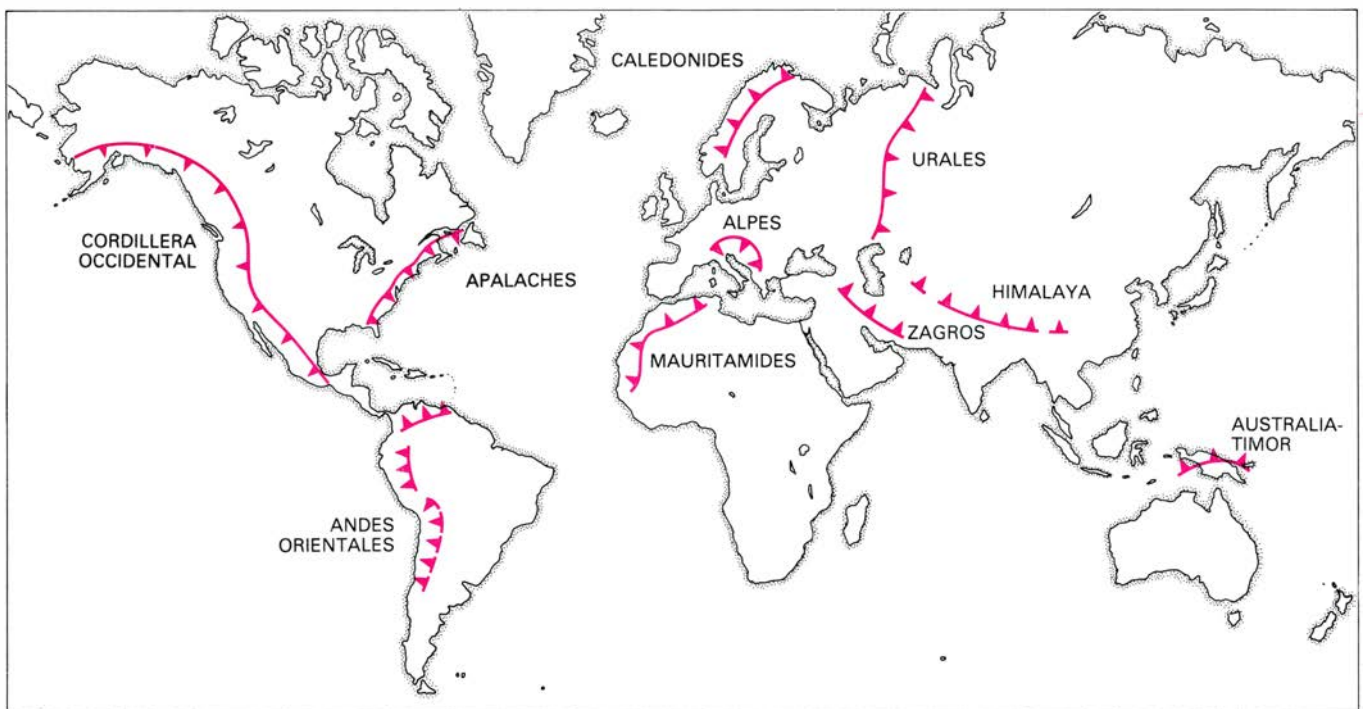 CALEDONIDES
URALES
ALPES
CORDILLERA
OCCIDENTAL
APALACHES
HIMALAYA
ZAGROS
MAURITAMIDES
AUSTRALIA-
TIMOR
ANDES
ORIENTALES